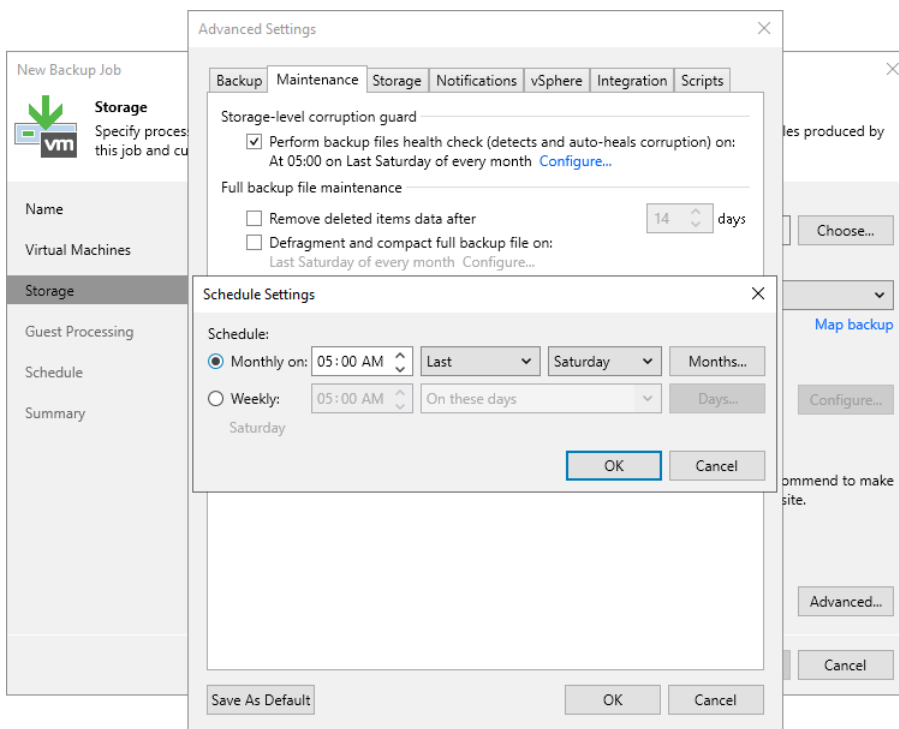 Advanced Settings
New Backup Job
Storage
Specify proces
this job and cu
les produced by
vm
Name
Virtual Machines
Storage
Guest Processing
Schedule
Summary
Backup Maintenance Storage Notifications vSphere Integration Scripts
Storage-level corruption guard
Perform backup files health check (detects and auto-heals corruption) on:
At 05:00 on Last Saturday of every month Configure...
Full backup file maintenance
Remove deleted items data after 14 days
Defragment and compact full backup file on:
Last Saturday of every month Configure...
Choose...
Map backup
Configure...
ommend to make
site.
Advanced...
Cancel
Schedule Settings
Schedule:
Monthly on: 05:00 AM Last Saturday Months...
Weekly: 05:00 AM On these days Days...
Saturday
OK Cancel
Save As Default OK Cancel